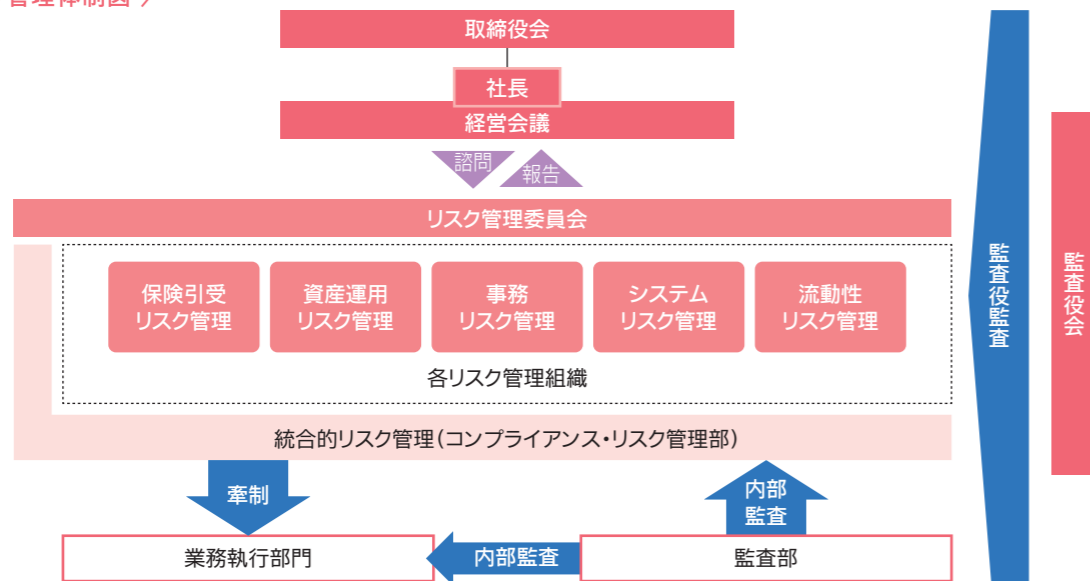 管理体制図
取締役会
社長
経営会議
諮問
報告
リスク管理委員会
保険引受
リスク管理
資産運用
リスク管理
事務
リスク管理
システム
リスク管理
流動性
リスク管理
各リスク管理組織
統合的リスク管理(コンプライアンス・リスク管理部)
牽制
内部
監査
業務執行部門
内部監査
監査部
監査役監査
監査役会